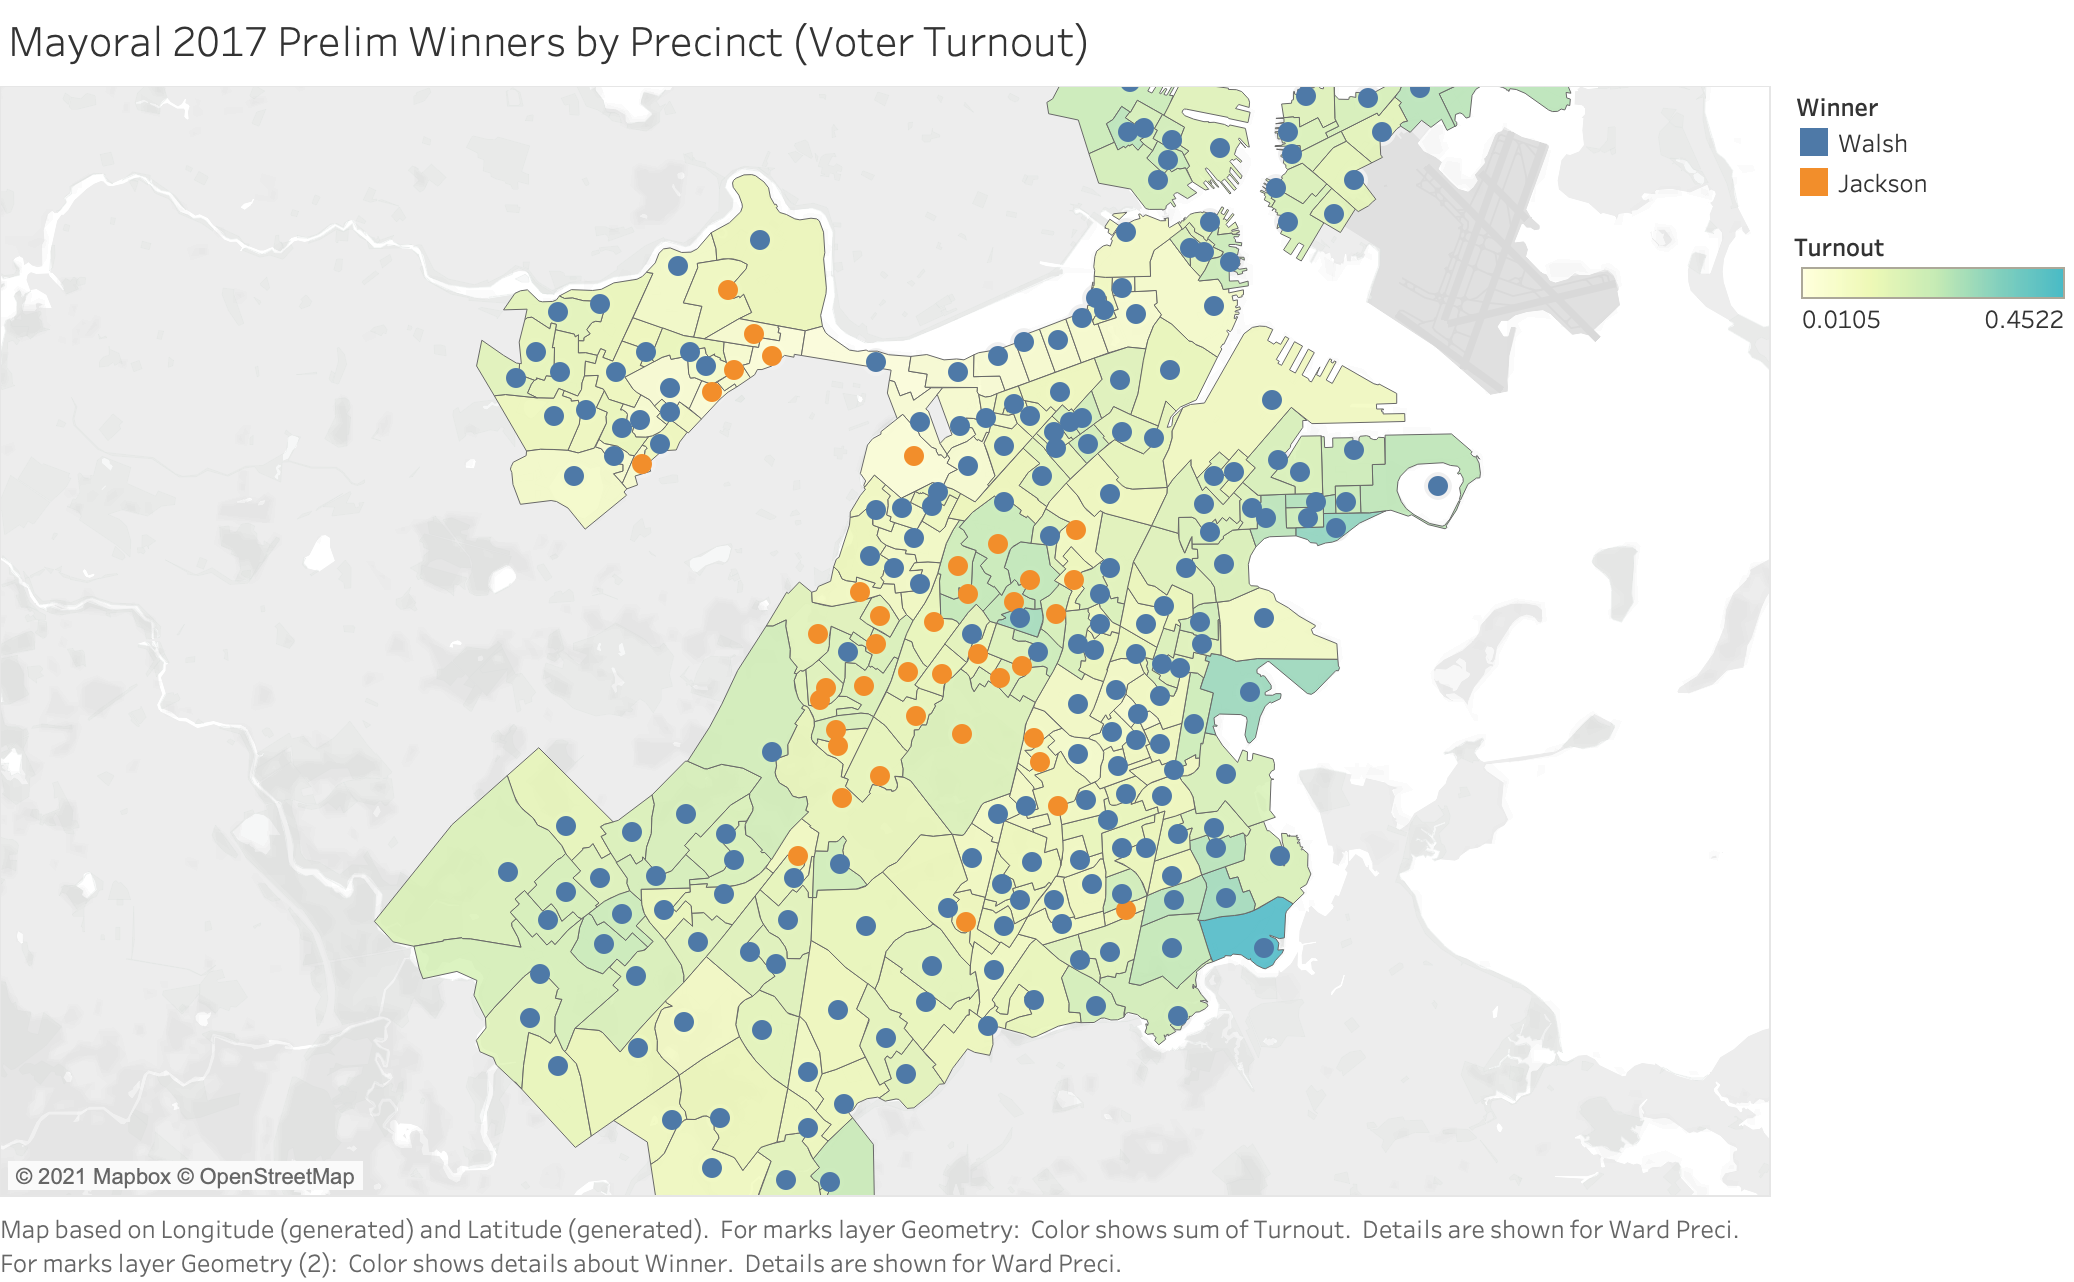 Mayoral 2017 Prelim Winners by Precinct (Voter Turnout)
Winner
Walsh
Jackson
Turnout
0.0105 0.4522
© 2021 Mapbox © OpenStreetMap
Map based on Longitude (generated) and Latitude (generated).  For marks layer Geometry:  Color shows sum of Turnout.  Details are shown for Ward Preci.
For marks layer Geometry (2):  Color shows details about Winner.  Details are shown for Ward Preci.